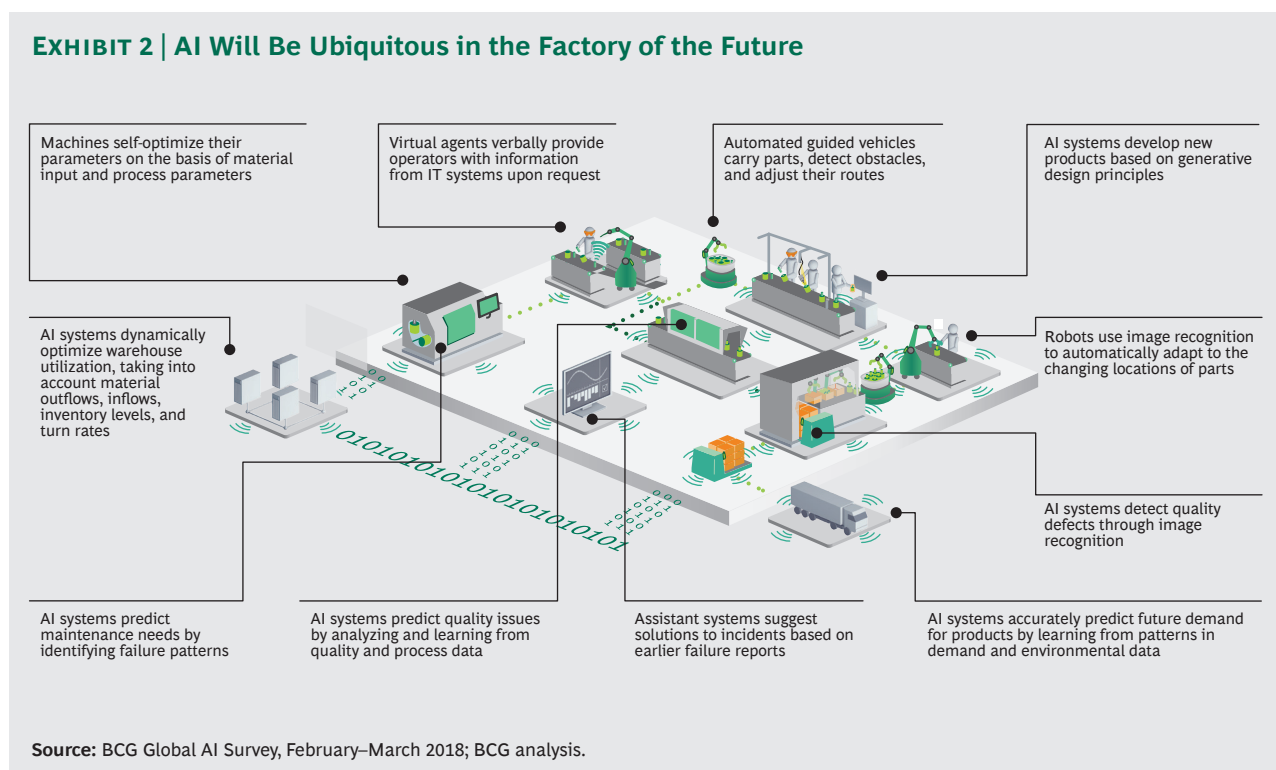 EXHIBIT 2 | AI Will Be Ubiquitous in the Factory of the Future
Machines self-optimize their
parameters on the basis of material
input and process parameters
Virtual agents verbally provide
operators with information
from IT systems upon request
Automated guided vehicles
carry parts, detect obstacles,
and adjust their routes
AI systems develop new
products based on generative
design principles
AI systems dynamically
optimize warehouse
utilization, taking into
account material
outflows, inflows,
inventory levels, and
turn rates
Robots use image recognition
to automatically adapt to the
changing locations of parts
AI systems detect quality
defects through image
recognition
AI systems predict
maintenance needs by
identifying failure patterns
AI systems predict quality issues
by analyzing and learning from
quality and process data
Assistant systems suggest
solutions to incidents based on
earlier failure reports
AI systems accurately predict future demand
for products by learning from patterns in
demand and environmental data
Source: BCG Global AI Survey, February–March 2018; BCG analysis.